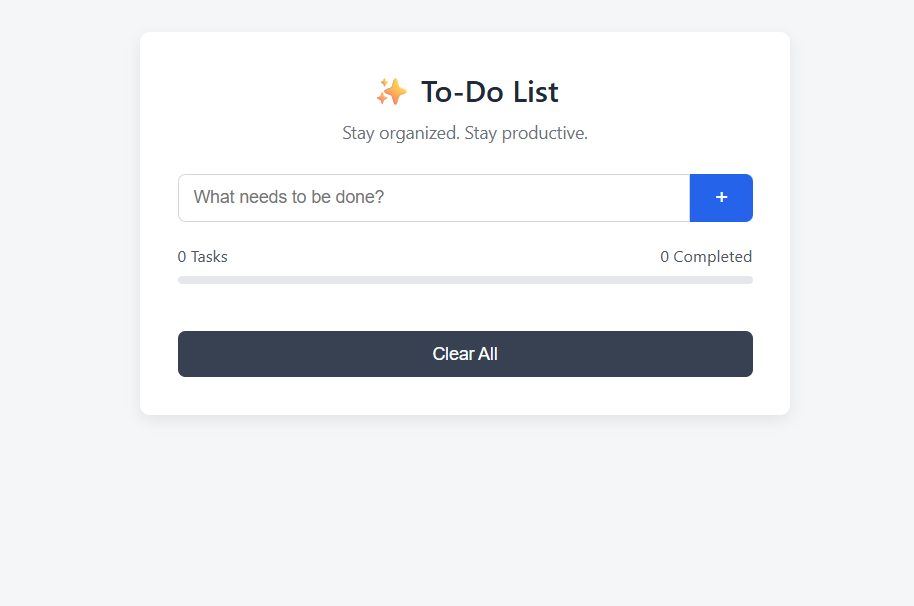 ✨ To-Do List
Stay organized. Stay productive.
What needs to be done?
+
0 Tasks
0 Completed
Clear All